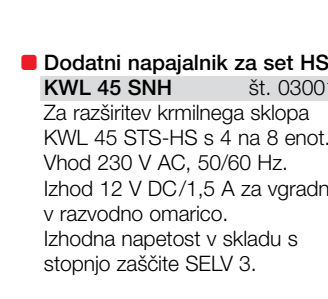 Dodatni napajalnik za set HS
KWL 45 SNH št. 0300
Za razširitev krmilnega sklopa
KWL 45 STS-HS s 4 na 8 enot.
Vhod 230 V AC, 50/60 Hz.
Izhod 12 V DC/1,5 A za vgradn
v razvodno omarico.
Izhodna napetost v skladu s
stopnjo zaščite SELV 3.